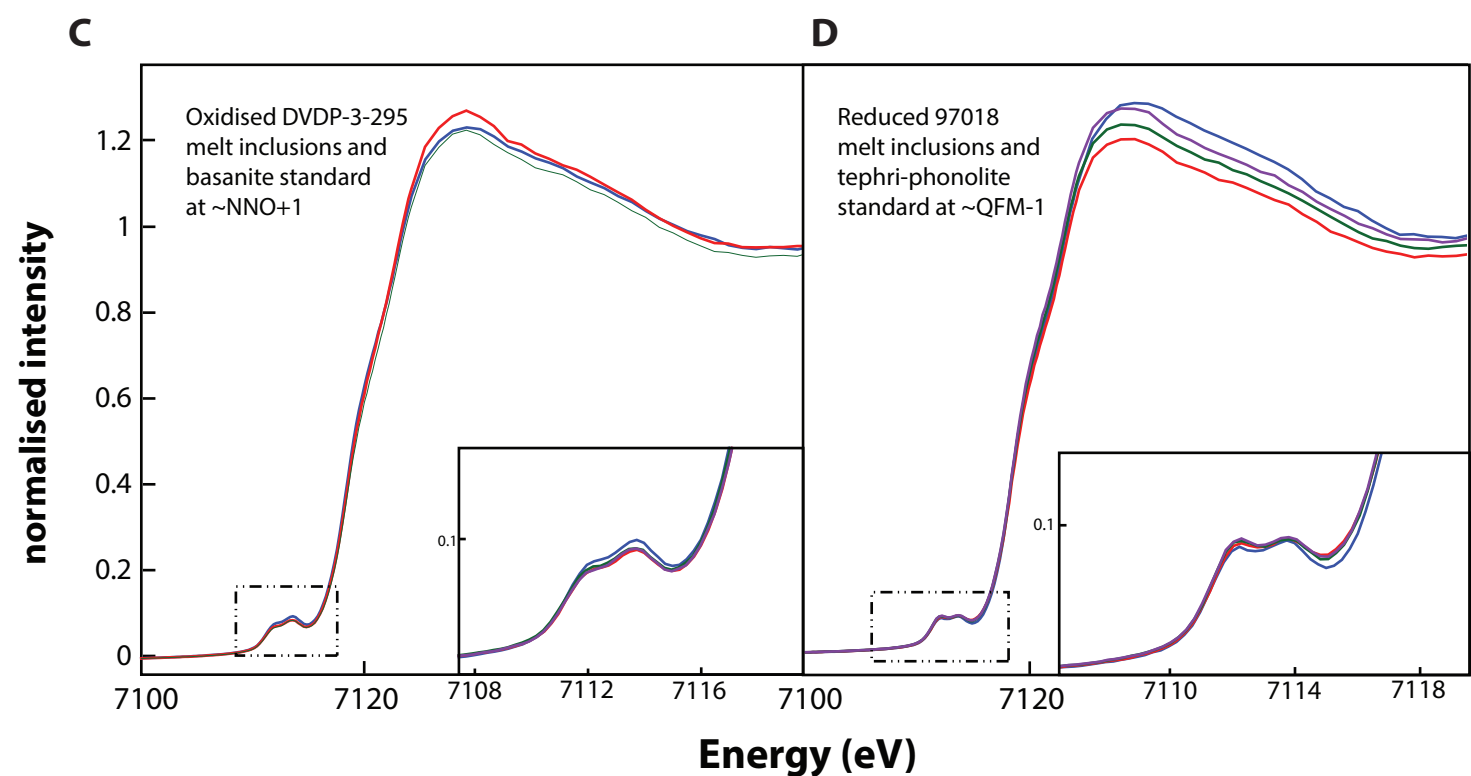 C
D
Oxidised DVDP-3-295
melt inclusions and
basanite standard
at ~NNO+1
Reduced 97018
melt inclusions and
tephri-phonolite
standard at ~QFM-1
normalised intensity
1.2
1
0.8
0.6
0.4
0.2
0
0.1
0.1
7100
7120
7108
7112
7116
7100
7120
7110
7114
7118
Energy (eV)